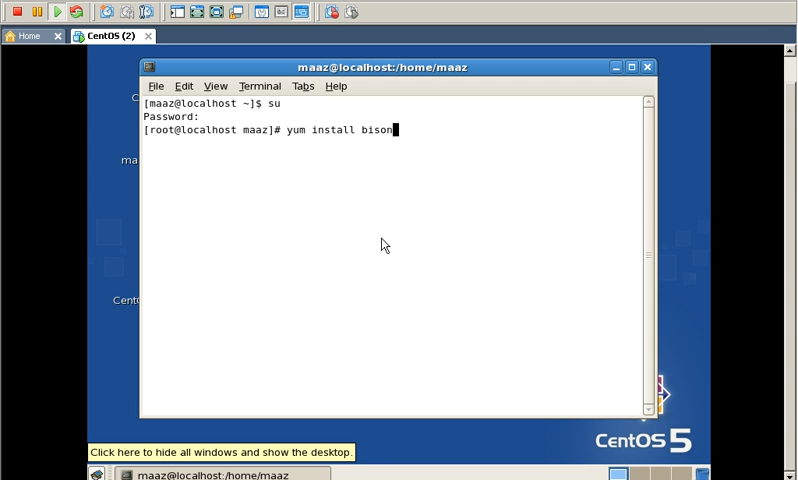 Home
CentOS (2)
maaz@localhost:/home/maaz
File Edit View Terminal Tabs Help
[maaz@localhost ~]$ su
Password:
[root@localhost maaz]# yum install bison
C
ma
Cent
CentOS 5
Click here to hide all windows and show the desktop.
maaz@localhost:/home/maaz